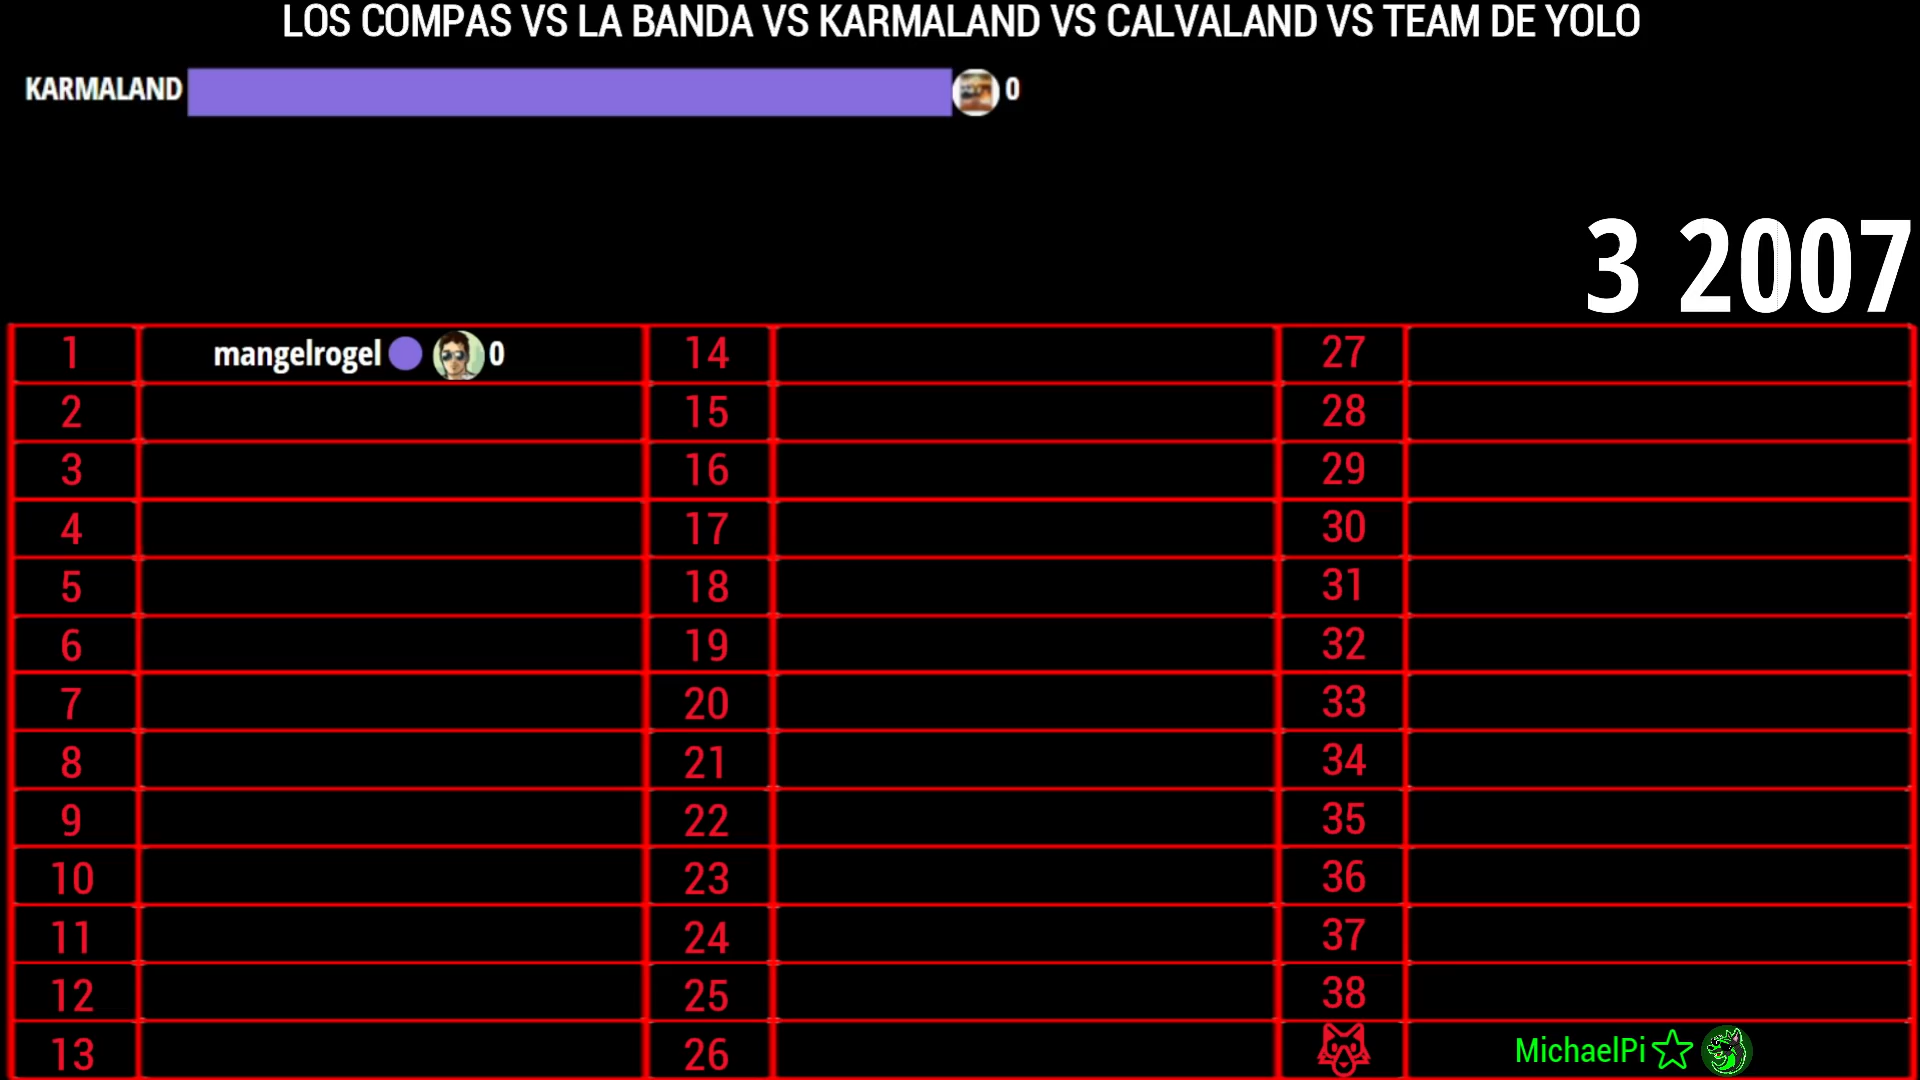 LOS COMPAS VS LA BANDA VS KARMALAND VS CALVALAND VS TEAM DE YOLO
KARMALAND 0
3 2007
1 mangelrogel 0 14 27
2 15 28
3 16 29
4 17 30
5 18 31
6 19 32
7 20 33
8 21 34
9 22 35
10 23 36
11 24 37
12 25 38
13 26 MichaelPi